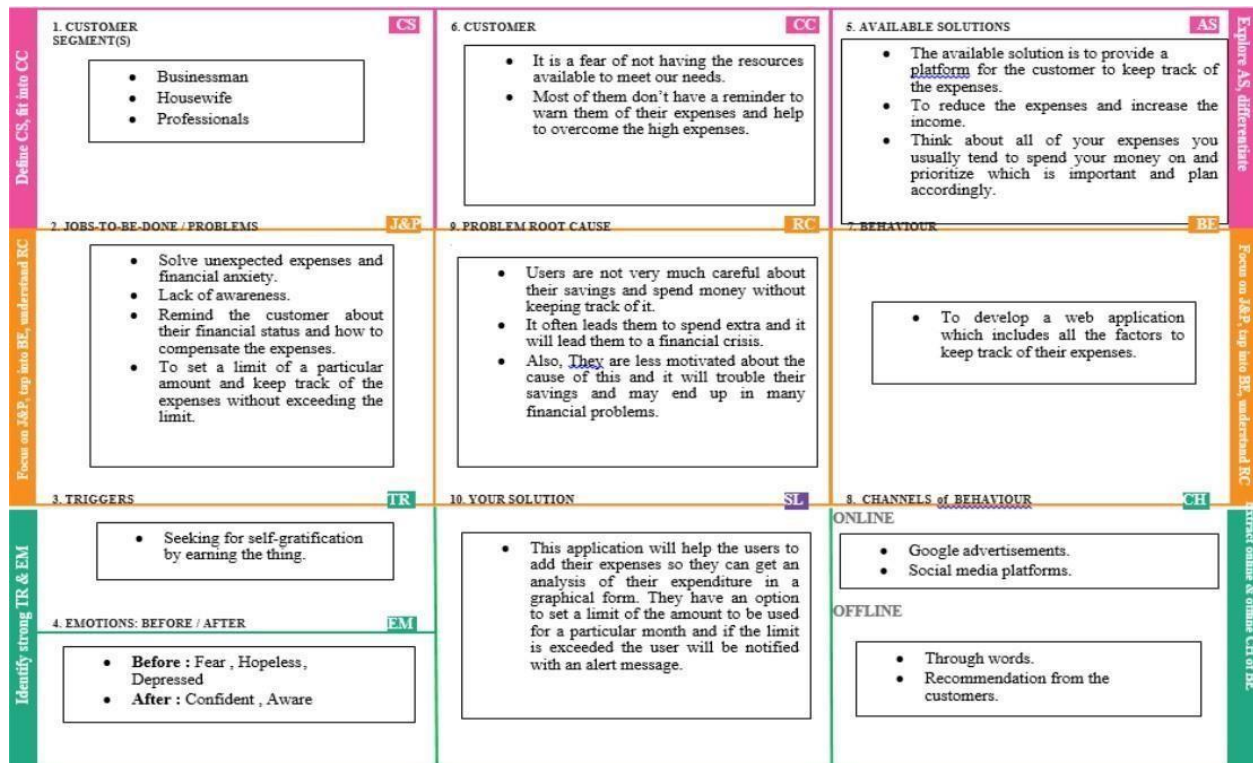 Define CS, fit into CC
1. CUSTOMER
SEGMENT(S)
CS
• Businessman
• Housewife
• Professionals
6. CUSTOMER
CC
• It is a fear of not having the resources
available to meet our needs.
• Most of them don’t have a reminder to
warn them of their expenses and help
to overcome the high expenses.
5. AVAILABLE SOLUTIONS
AS
• The available solution is to provide a
platform for the customer to keep track of
the expenses.
• To reduce the expenses and increase the
income.
• Think about all of your expenses you
usually tend to spend your money on and
prioritize which is important and plan
accordingly.
Explore AS, differentiate
Focus on J&P, tap into BE, understand RC
2. JOBS-TO-BE-DONE / PROBLEMS
J&P
• Solve unexpected expenses and
financial anxiety.
• Lack of awareness.
• Remind the customer about
their financial status and how to
compensate the expenses.
• To set a limit of a particular
amount and keep track of the
expenses without exceeding the
limit.
9. PROBLEM ROOT CAUSE
RC
• Users are not very much careful about
their savings and spend money without
keeping track of it.
• It often leads them to spend extra and it
will lead them to a financial crisis.
• Also, They are less motivated about the
cause of this and it will trouble their
savings and may end up in many
financial problems.
7. BEHAVIOUR
BE
• To develop a web application
which includes all the factors to
keep track of their expenses.
Focus on J&P, tap into BE, understand RC
Identify strong TR & EM
3. TRIGGERS
TR
• Seeking for self-gratification
by earning the thing.
4. EMOTIONS: BEFORE / AFTER
EM
• Before : Fear , Hopeless,
Depressed
• After : Confident , Aware
10. YOUR SOLUTION
SL
• This application will help the users to
add their expenses so they can get an
analysis of their expenditure in a
graphical form. They have an option
to set a limit of the amount to be used
for a particular month and if the limit
is exceeded the user will be notified
with an alert message.
8. CHANNELS of BEHAVIOUR
CH
ONLINE
• Google advertisements.
• Social media platforms.
OFFLINE
• Through words.
• Recommendation from the
customers.
online & offline CH of BE